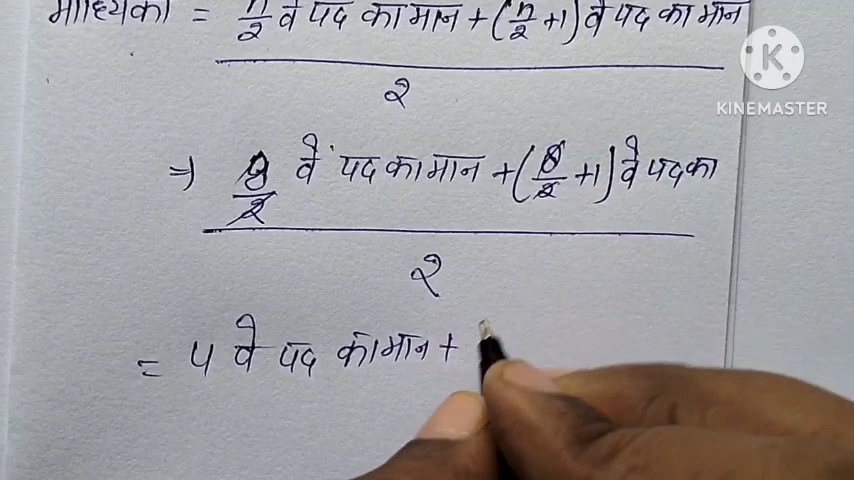 माध्यिका = n/2 वे पद का मान + (n/2 +1) वे पद का मान
2
KINEMASTER
⇒ 8/2 वे पद का मान + (8/2 +1) वे पद का
2
= 4 वे पद का मान +